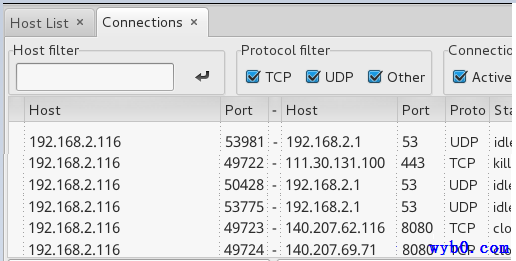 Host List × Connections ×
Host filter Protocol filter Connectio
TCP UDP Other Active
Host Port - Host Port Proto Sta
192.168.2.116 53981 - 192.168.2.1 53 UDP idle
192.168.2.116 49722 - 111.30.131.100 443 TCP kill
192.168.2.116 50428 - 192.168.2.1 53 UDP idle
192.168.2.116 53775 - 192.168.2.1 53 UDP idle
192.168.2.116 49723 - 140.207.62.116 8080 TCP clo
192.168.2.116 49724 - 140.207.69.71 8080 TCP clo
wyb0.com